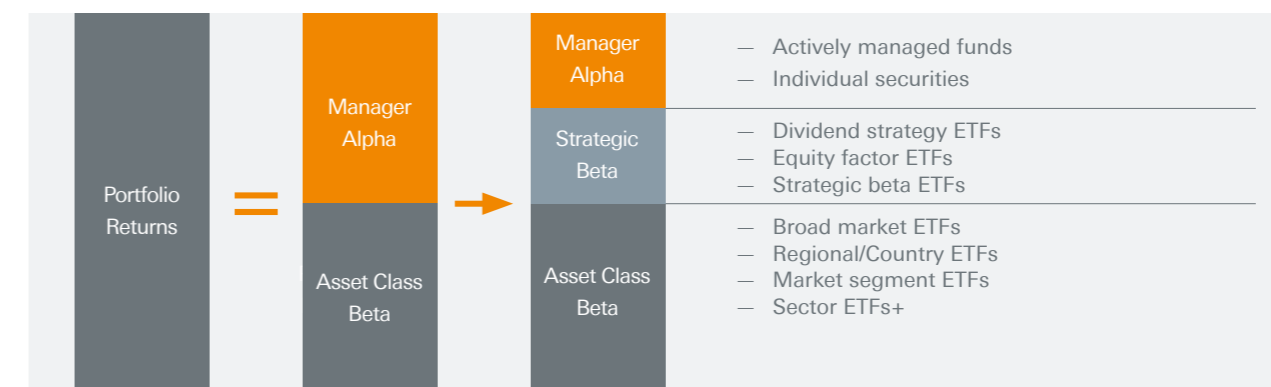 Portfolio
Returns
=
Manager
Alpha
Asset Class
Beta
Manager
Alpha
— Actively managed funds
— Individual securities
Strategic
Beta
— Dividend strategy ETFs
— Equity factor ETFs
— Strategic beta ETFs
Asset Class
Beta
— Broad market ETFs
— Regional/Country ETFs
— Market segment ETFs
— Sector ETFs+